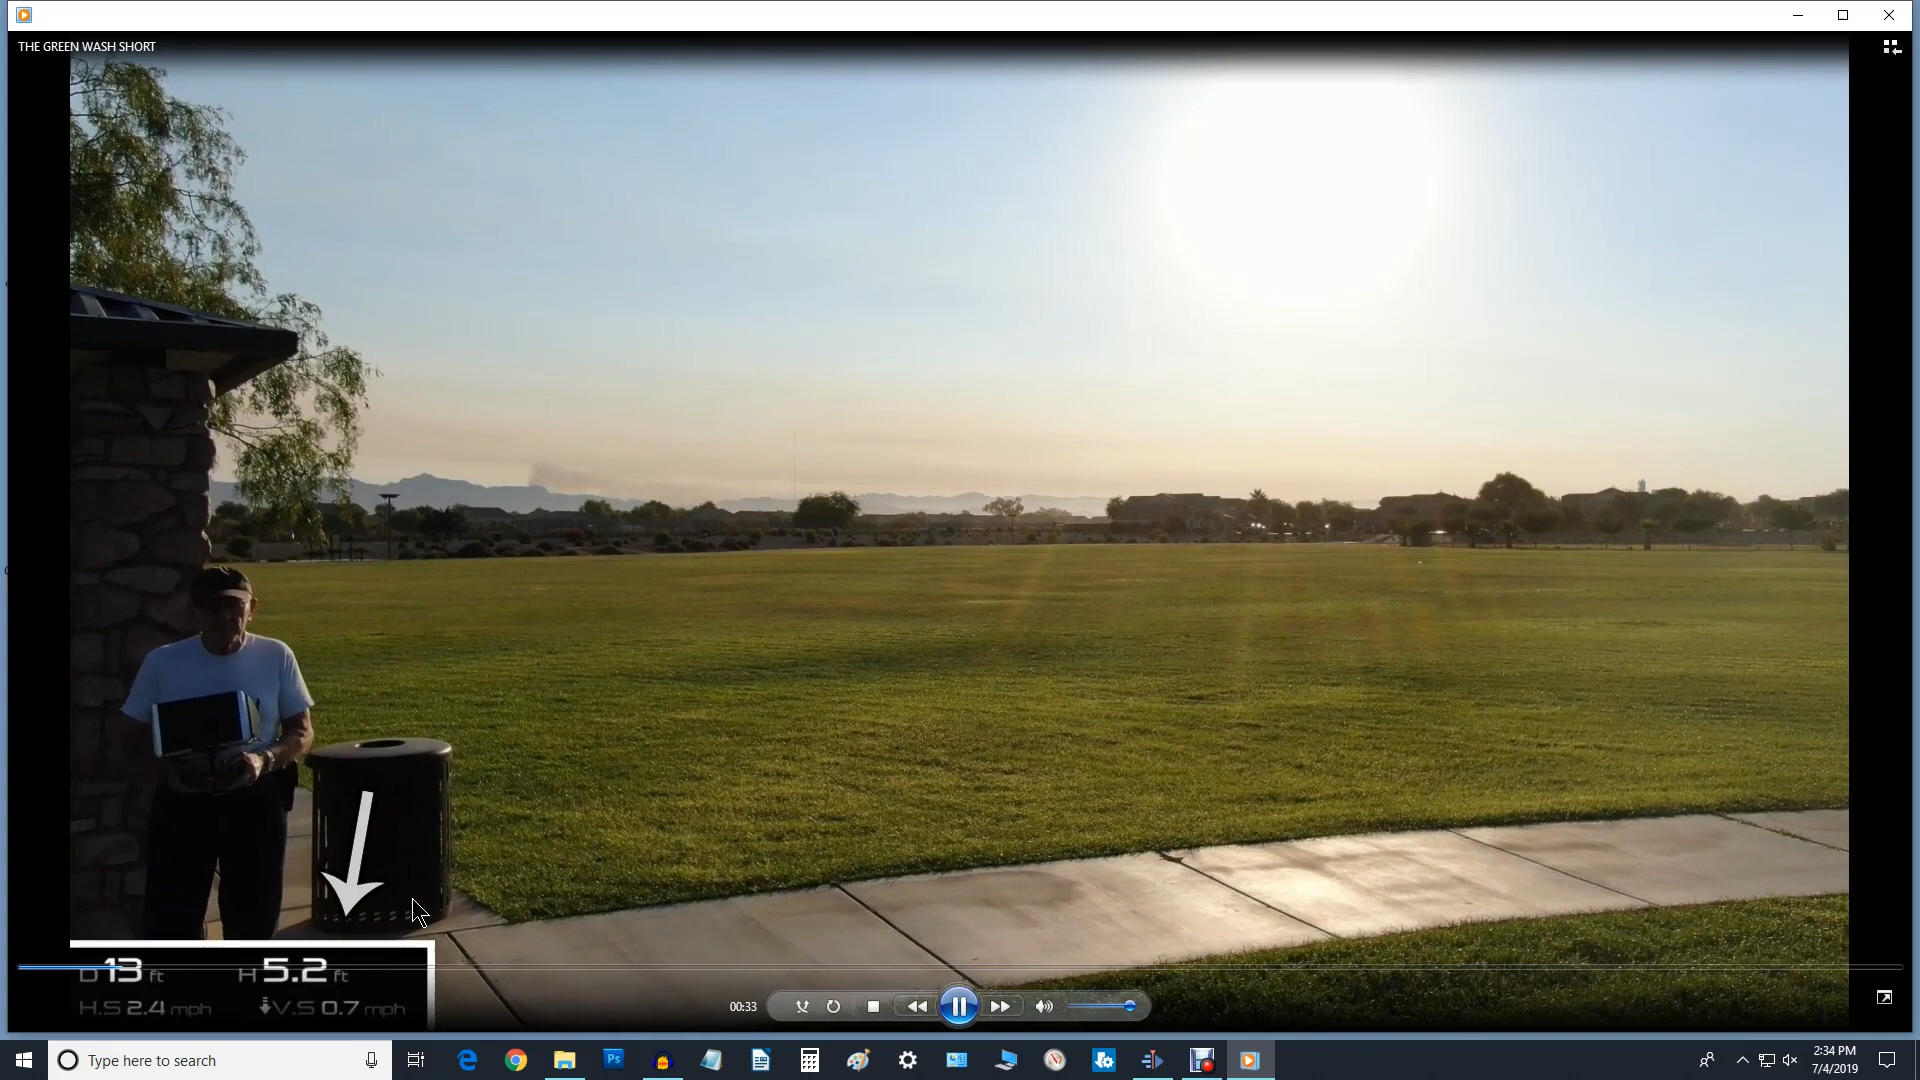 THE GREEN WASH SHORT
D 13 ft H 5.2 ft
H.S 2.4 mph V.S 0.7 mph
00:33
Type here to search
Ps
2:34 PM
7/4/2019